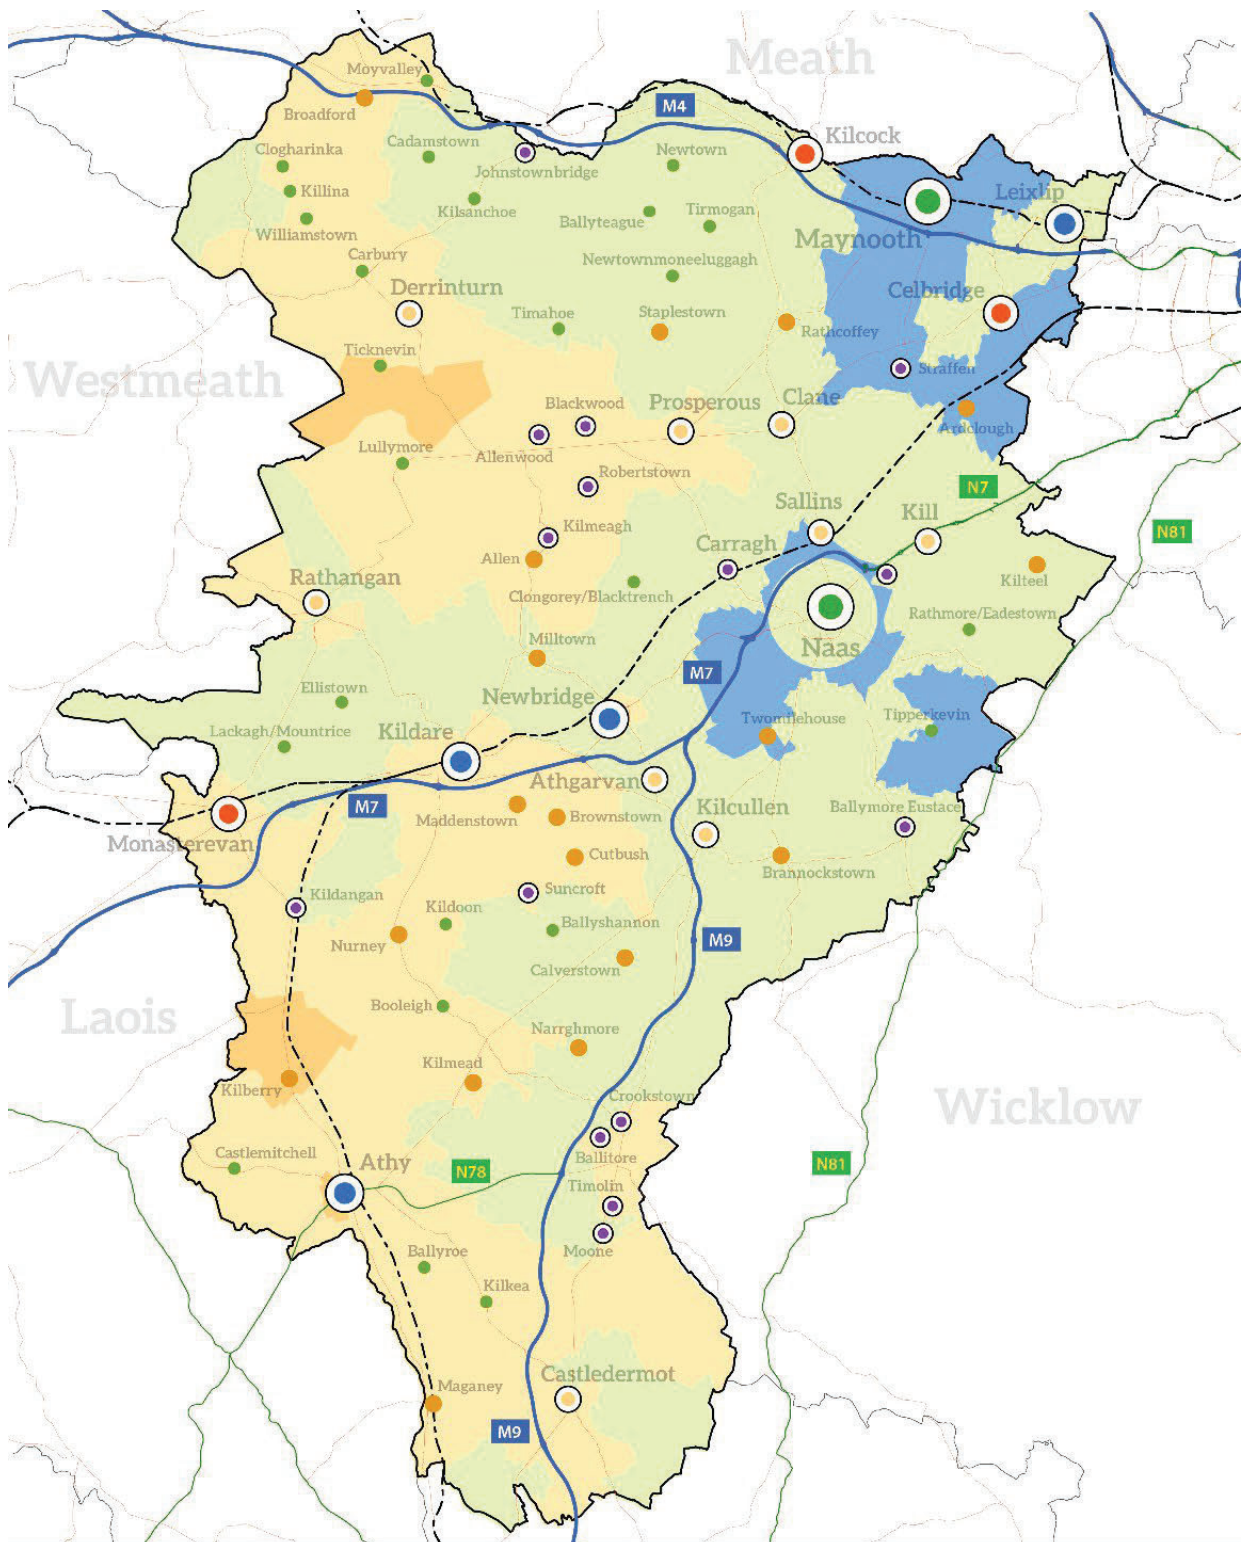 Meath
Moyvalley
M4
Broadford
Kilcock
Clogharinka
Cadamstown
Newtown
Johnstownbridge
Killina
Leixlip
Kilsanchoe
Ballyteague
Tirmogan
Williamstown
Maynooth
Carbury
Newtownmoneeluggagh
Derrinturn
Celbridge
Timahoe
Staplestown
Rathcoffey
Ticknevin
Westmeath
Straffen
Blackwood
Prosperous
Clane
Ardclough
Lullymore
Allenwood
Robertstown
N7
Sallins
Kill
N81
Kilmeagh
Carragh
Allen
Rathangan
Kilteel
Clongorey/Blacktrench
Rathmore/Eadestown
Milltown
Naas
M7
Ellistown
Newbridge
Lackagh/Mountrice
Kildare
Twomilehouse
Tipperkevin
Athgarvan
M7
Maddenstown
Brownstown
Kilcullen
Ballymore Eustace
Monasterevan
Cutbush
Brannockstown
Kildangan
Suncroft
Kildoon
Ballyshannon
Nurney
M9
Calverstown
Laois
Booleigh
Narrghmore
Kilmead
Kilberry
Crookstown
Wicklow
Castlemitchell
Athy
Ballitore
N78
N81
Timolin
Ballyroe
Moone
Kilkea
Castledermot
Maganey
M9